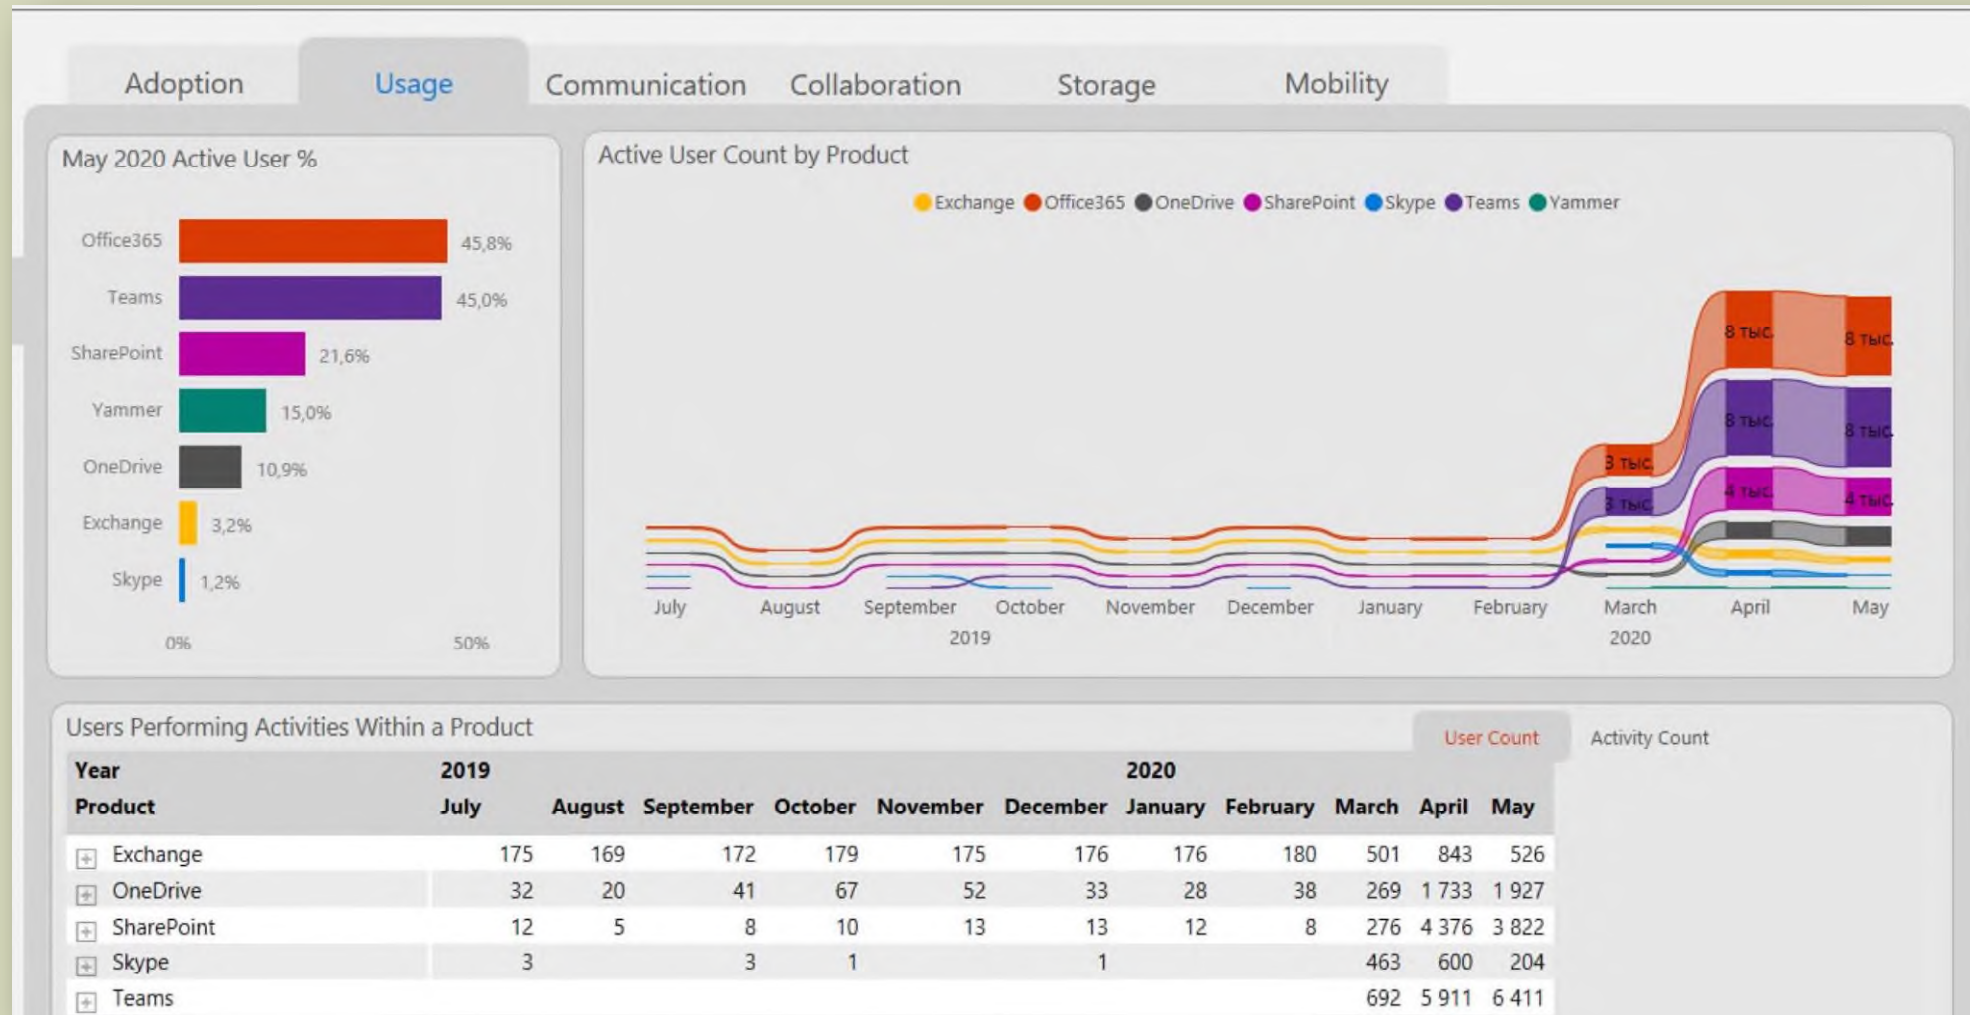 Adoption Usage Communication Collaboration Storage Mobility
May 2020 Active User %
Office365 45,8%
Teams 45,0%
SharePoint 21,6%
Yammer 15,0%
OneDrive 10,9%
Exchange 3,2%
Skype 1,2%
0% 50%
Active User Count by Product
Exchange Office365 OneDrive SharePoint Skype Teams Yammer
8 тыс. 8 тыс.
8 тыс. 8 тыс.
3 тыс.
4 тыс. 4 тыс.
3 тыс.
July August September October November December January February March April May
2019 2020
Users Performing Activities Within a Product
User Count Activity Count
Year 2019 2020
Product July August September October November December January February March April May
Exchange 175 169 172 179 175 176 176 180 501 843 526
OneDrive 32 20 41 67 52 33 28 38 269 1 733 1 927
SharePoint 12 5 8 10 13 13 12 8 276 4 376 3 822
Skype 3 3 1 1 463 600 204
Teams 692 5 911 6 411